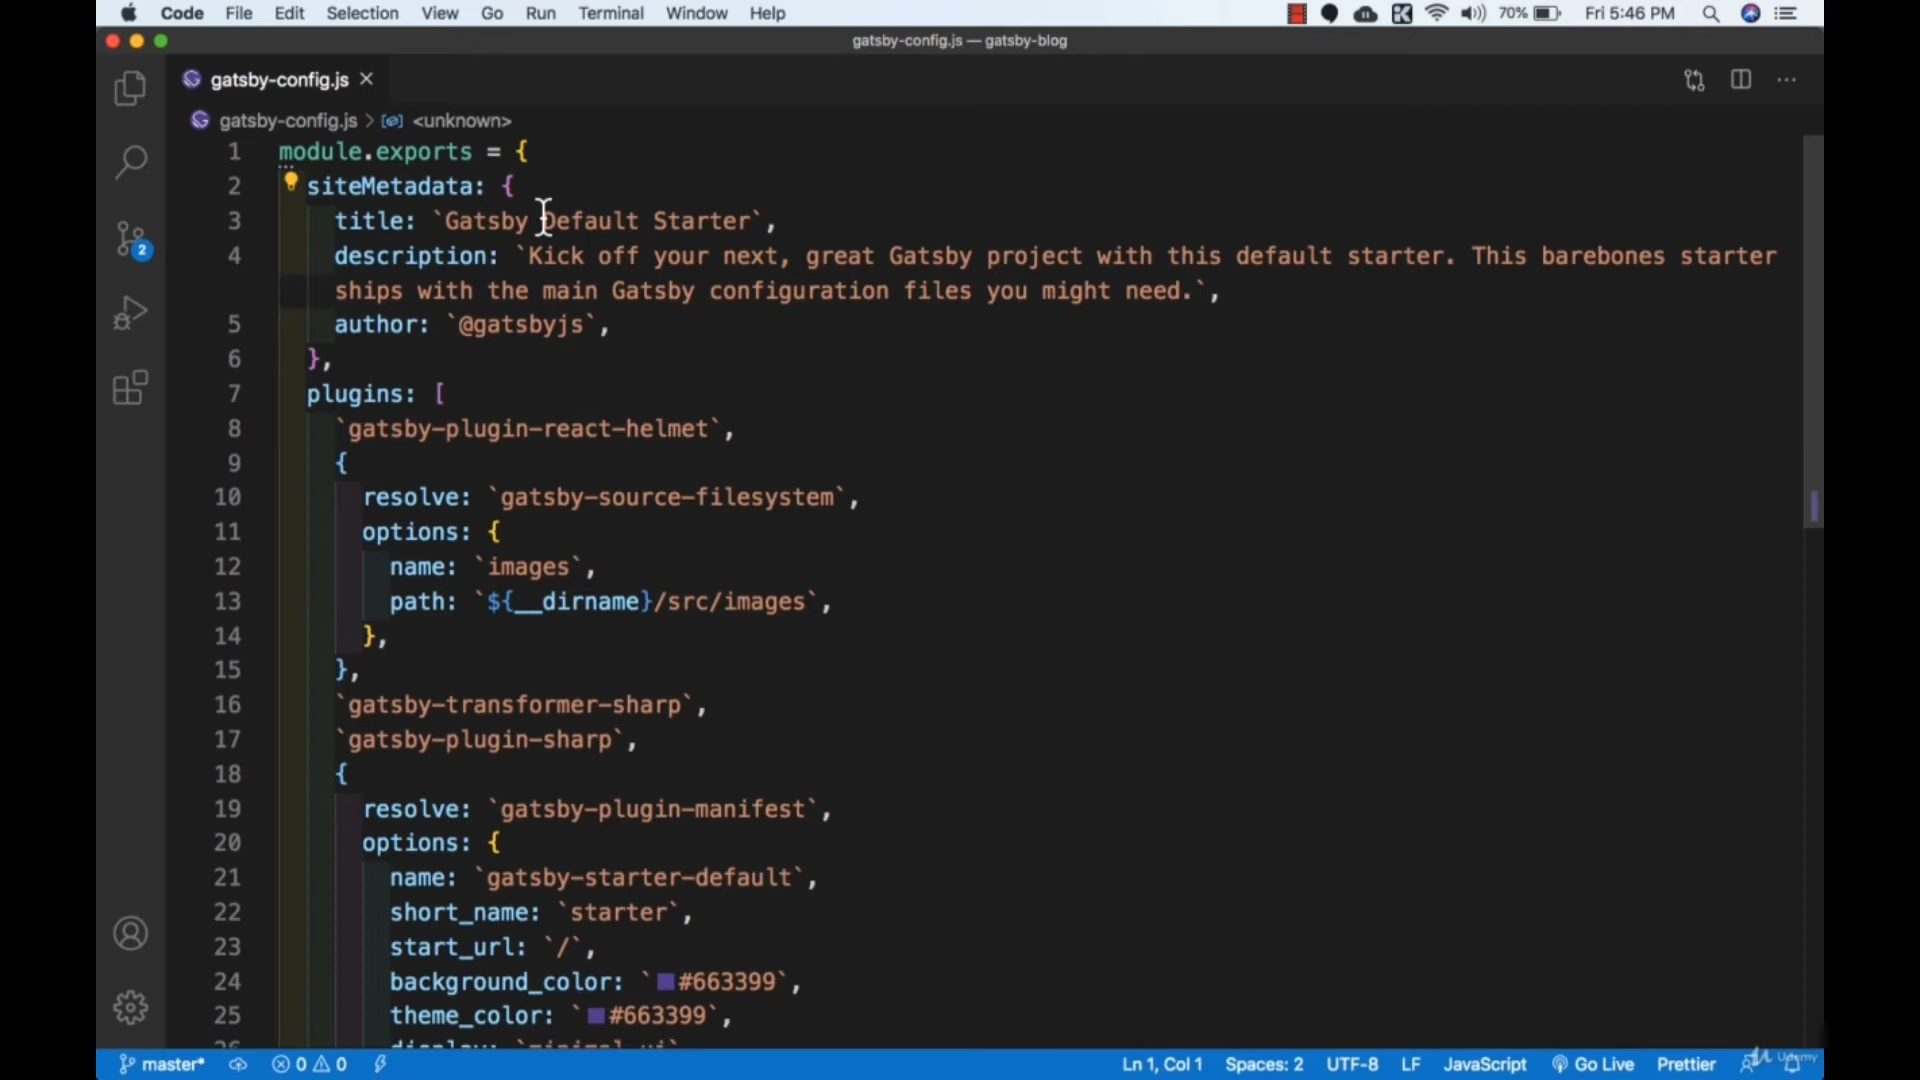 Code File Edit Selection View Go Run Terminal Window Help 70% Fri 5:46 PM
gatsby-config.js — gatsby-blog
gatsby-config.js
gatsby-config.js > <unknown>
1 module.exports = {
2 siteMetadata: {
3 title: `Gatsby Default Starter`,
4 description: `Kick off your next, great Gatsby project with this default starter. This barebones starter
ships with the main Gatsby configuration files you might need.`,
5 author: `@gatsbyjs`,
6 },
7 plugins: [
8 `gatsby-plugin-react-helmet`,
9 {
10 resolve: `gatsby-source-filesystem`,
11 options: {
12 name: `images`,
13 path: `${__dirname}/src/images`,
14 },
15 },
16 `gatsby-transformer-sharp`,
17 `gatsby-plugin-sharp`,
18 {
19 resolve: `gatsby-plugin-manifest`,
20 options: {
21 name: `gatsby-starter-default`,
22 short_name: `starter`,
23 start_url: `/`,
24 background_color: `#663399`,
25 theme_color: `#663399`,
2
master* 0 0 Ln 1, Col 1 Spaces: 2 UTF-8 LF JavaScript Go Live Prettier Udemy